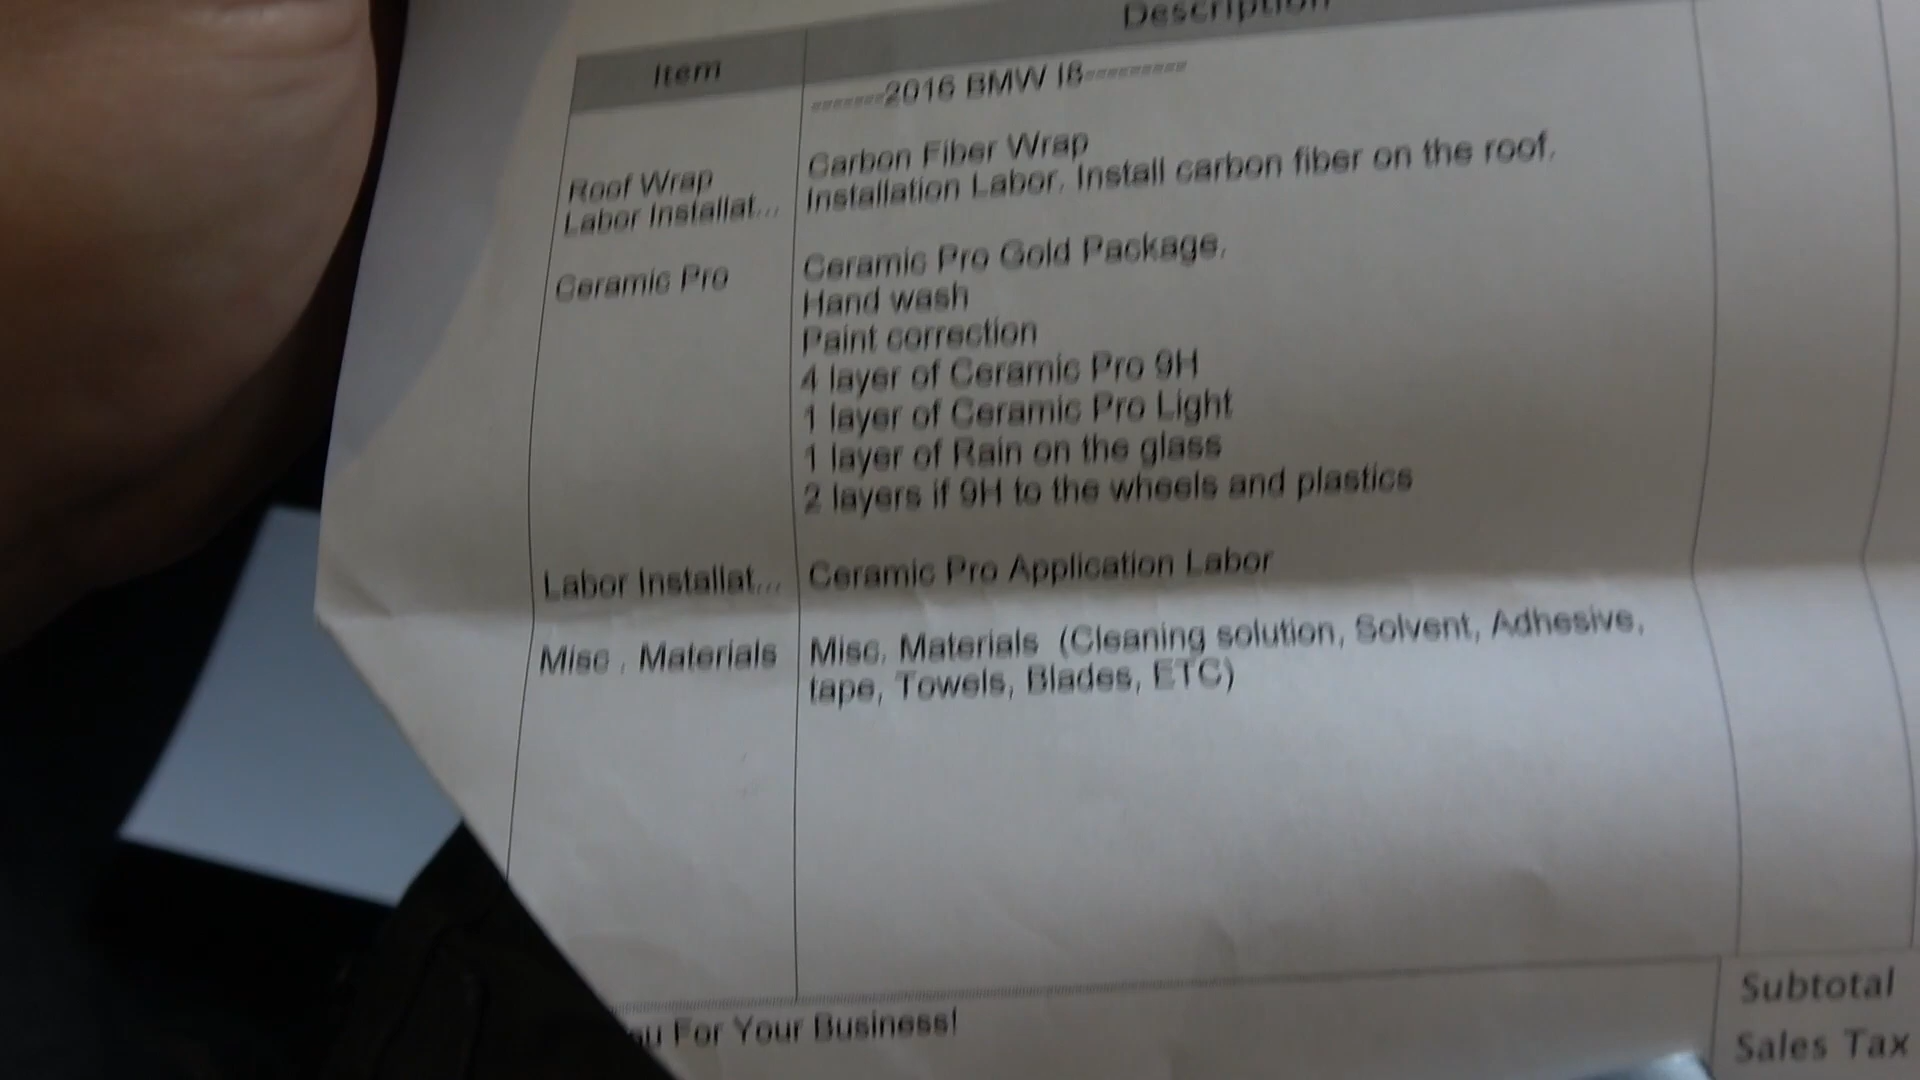 Item Description
-------2016 BMW I8---------
Roof Wrap Carbon Fiber Wrap
Labor Installat... Installation Labor. Install carbon fiber on the roof.
Ceramic Pro Ceramic Pro Gold Package.
Hand wash
Paint correction
4 layer of Ceramic Pro 9H
1 layer of Ceramic Pro Light
1 layer of Rain on the glass
2 layers if 9H to the wheels and plastics
Labor Installat... Ceramic Pro Application Labor
Misc . Materials Misc. Materials (Cleaning solution, Solvent, Adhesive,
tape, Towels, Blades, ETC)
ou For Your Business!
Subtotal
Sales Tax